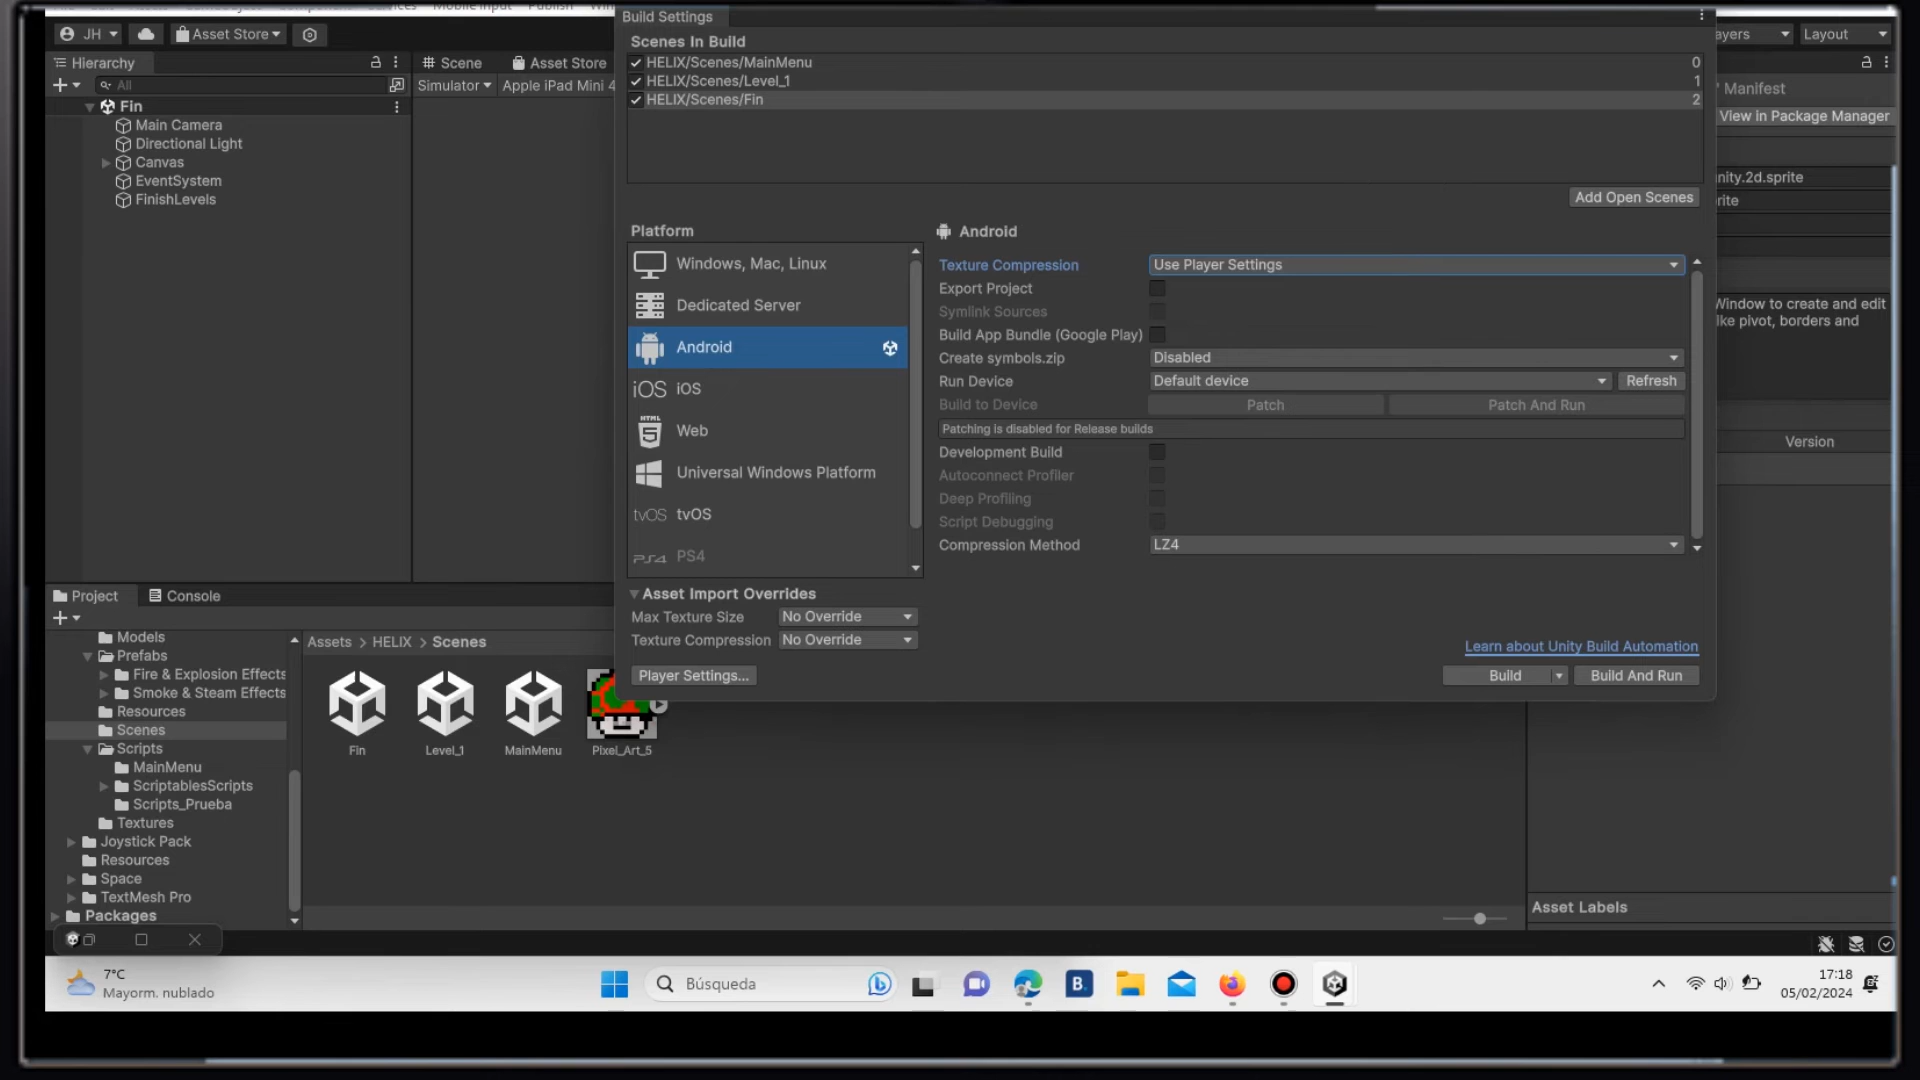 JH
Asset Store
Build Settings
ayers
Layout
Hierarchy
Scene
Asset Store
All
Simulator
Apple iPad Mini 4
Fin
Main Camera
Directional Light
Canvas
EventSystem
FinishLevels
Scenes In Build
HELIX/Scenes/MainMenu 0
HELIX/Scenes/Level_1 1
HELIX/Scenes/Fin 2
Add Open Scenes
Manifest
View in Package Manager
nity.2d.sprite
rite
Window to create and edit
ike pivot, borders and
Version
Platform
Windows, Mac, Linux
Dedicated Server
Android
iOS iOS
HTML 5 Web
Universal Windows Platform
tvOS tvOS
PS4 PS4
Android
Texture Compression Use Player Settings
Export Project
Symlink Sources
Build App Bundle (Google Play)
Create symbols.zip Disabled
Run Device Default device Refresh
Build to Device Patch Patch And Run
Patching is disabled for Release builds
Development Build
Autoconnect Profiler
Deep Profiling
Script Debugging
Compression Method LZ4
Asset Import Overrides
Max Texture Size No Override
Texture Compression No Override
Learn about Unity Build Automation
Player Settings...
Build
Build And Run
Project
Console
Models
Prefabs
Fire & Explosion Effects
Smoke & Steam Effects
Resources
Scenes
Scripts
MainMenu
ScriptablesScripts
Scripts_Prueba
Textures
Joystick Pack
Resources
Space
TextMesh Pro
Packages
Assets > HELIX > Scenes
Fin
Level_1
MainMenu
Pixel_Art_5
Asset Labels
7°C
Mayorm. nublado
Búsqueda
B.
17:18
05/02/2024